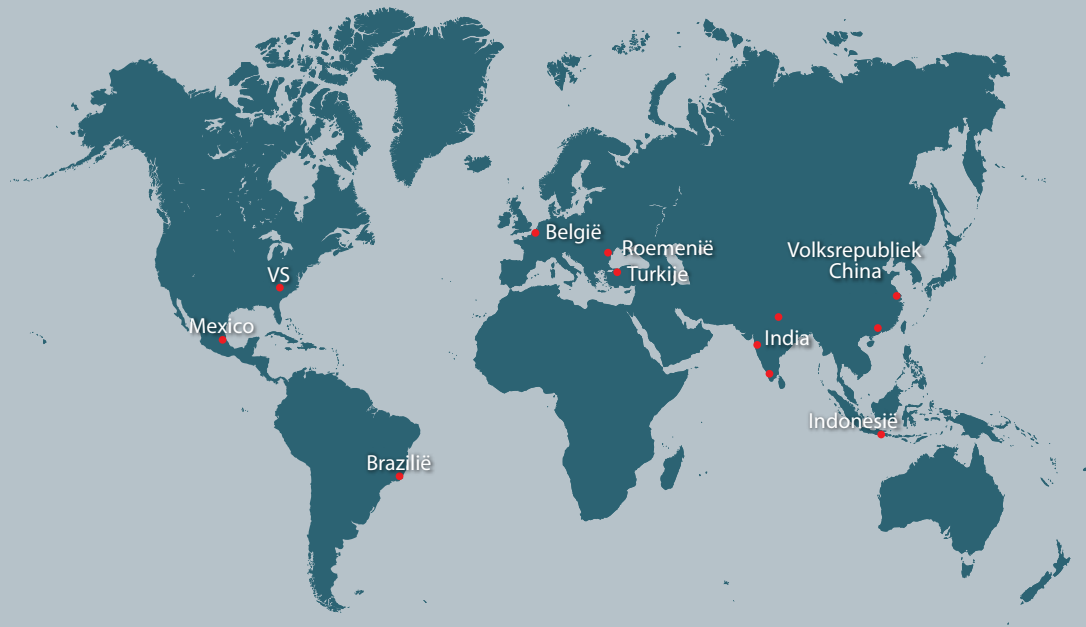 België
Roemenië
Volksrepubliek
China
VS
Turkije
Mexico
India
Indonesië
Brazilië